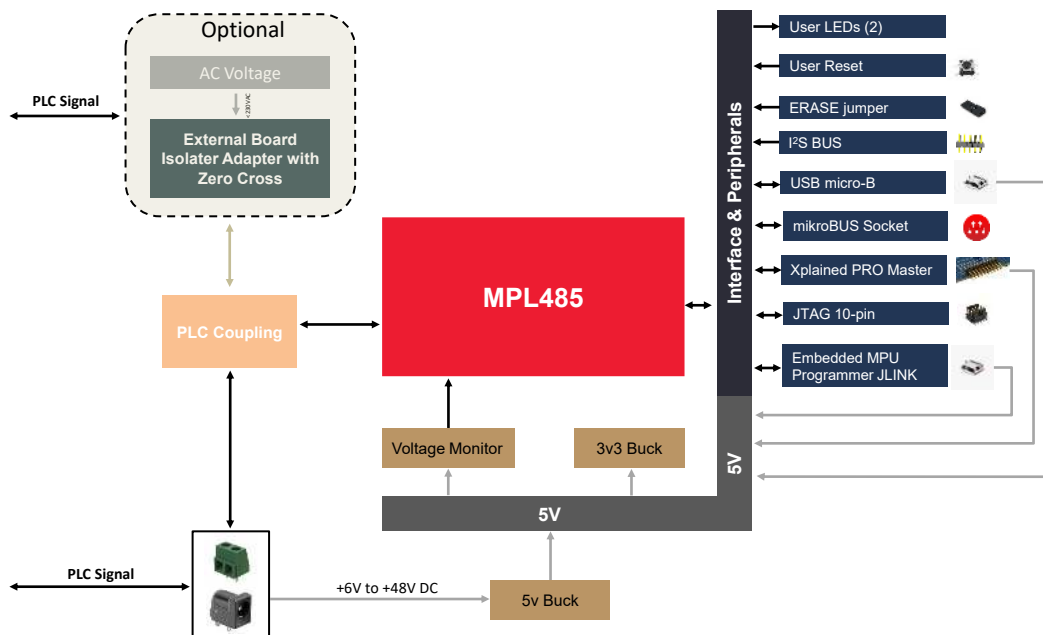 Optional
AC Voltage
<230VAC
External Board
Isolater Adapter with
Zero Cross
PLC Signal
PLC Coupling
MPL485
Voltage Monitor
3v3 Buck
5V
5v Buck
+6V to +48V DC
PLC Signal
Interface & Peripherals
5V
User LEDs (2)
User Reset
ERASE jumper
I²S BUS
USB micro-B
mikroBUS Socket
Xplained PRO Master
JTAG 10-pin
Embedded MPU
Programmer JLINK